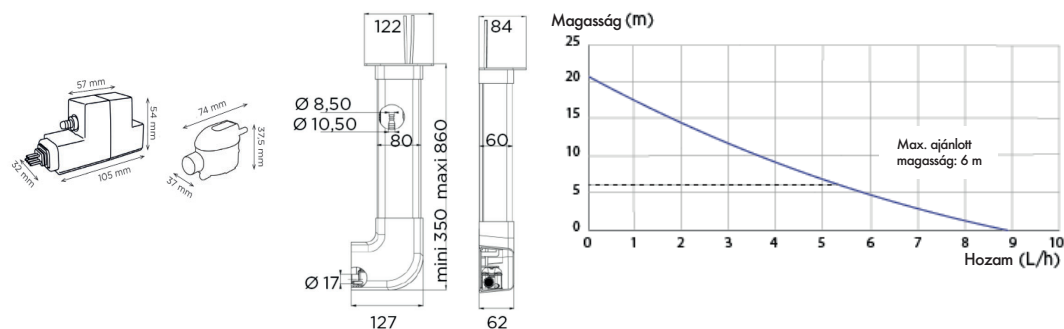 57 mm
54 mm
32 mm
105 mm
74 mm
37,5 mm
37 mm
122
Ø 8,50
Ø 10,50
80
mini 350 maxi 860
Ø 17
127
84
60
62
Magasság (m)
25
20
15
10
5
0
Max. ajánlott
magasság: 6 m
0 1 2 3 4 5 6 7 8 9 10
Hozam (L/h)